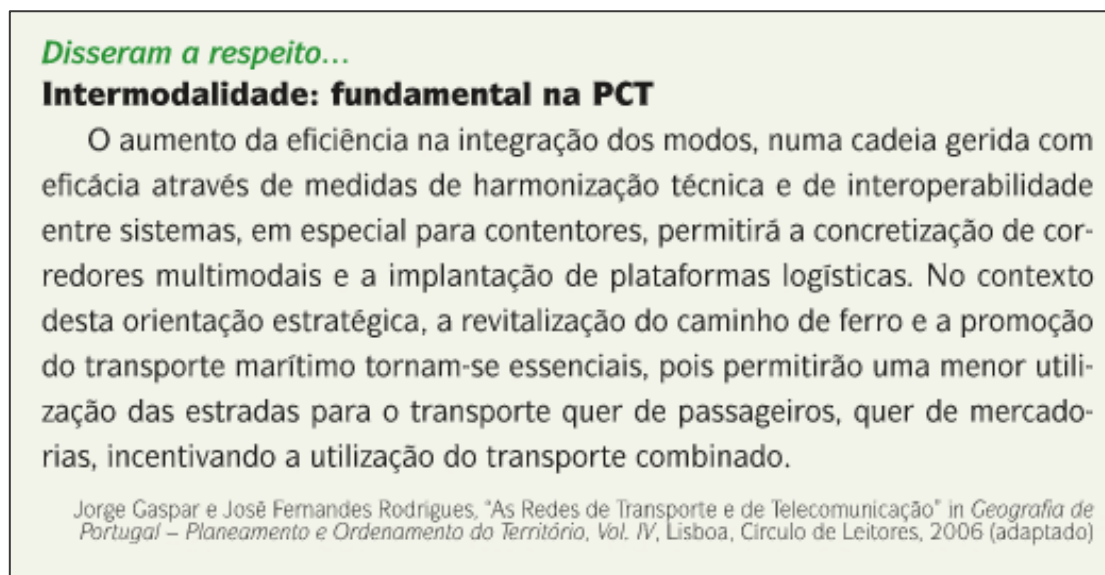 Disseram a respeito...
Intermodalidade: fundamental na PCT
O aumento da eficiência na integração dos modos, numa cadeia gerida com
eficácia através de medidas de harmonização técnica e de interoperabilidade
entre sistemas, em especial para contentores, permitirá a concretização de cor-
redores multimodais e a implantação de plataformas logísticas. No contexto
desta orientação estratégica, a revitalização do caminho de ferro e a promoção
do transporte marítimo tornam-se essenciais, pois permitirão uma menor utili-
zação das estradas para o transporte quer de passageiros, quer de mercado-
rias, incentivando a utilização do transporte combinado.
Jorge Gaspar e José Fernandes Rodrigues, "As Redes de Transporte e de Telecomunicação" in Geografia de
Portugal – Planeamento e Ordenamento do Território, Vol. IV, Lisboa, Círculo de Leitores, 2006 (adaptado)